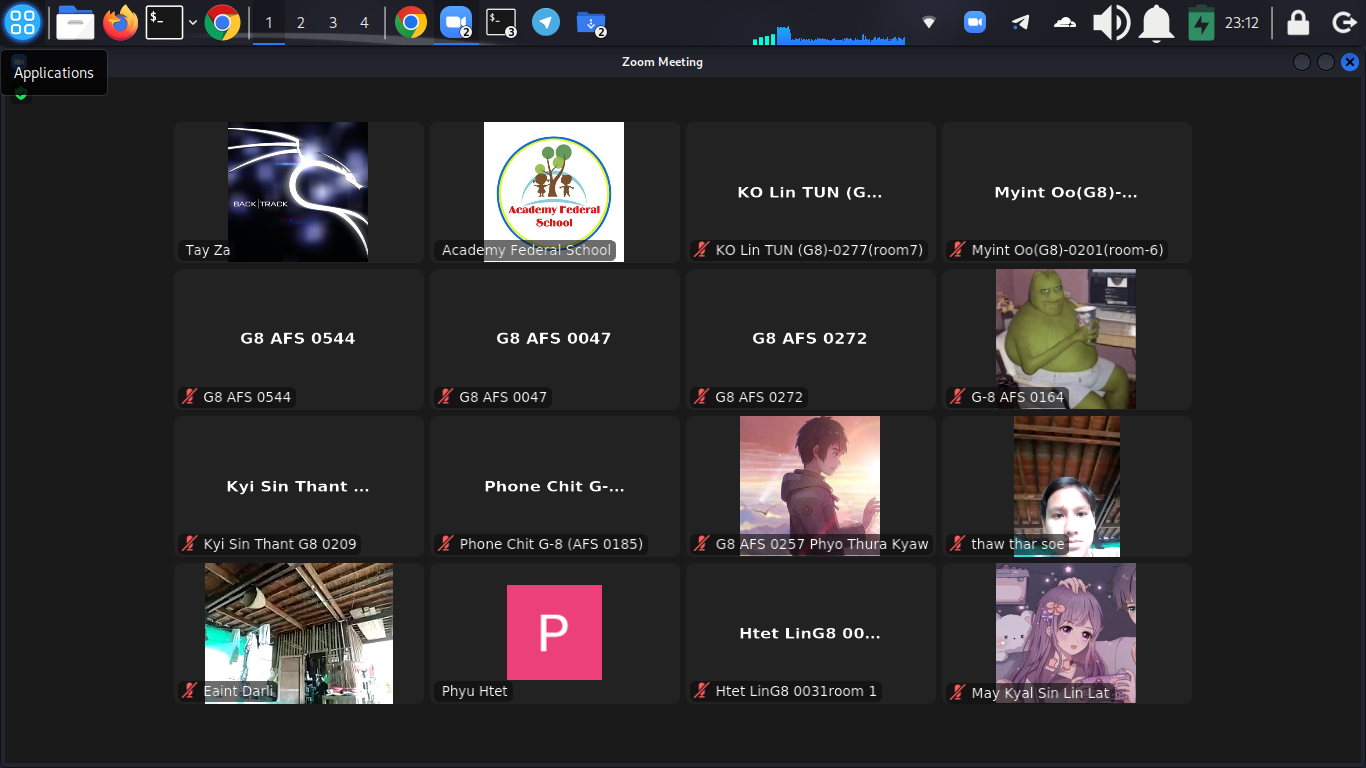 1 2 3 4
2
3
2
23:12
Applications
Zoom Meeting
BACK|TRACK
Tay Za
Academy Federal
School
Academy Federal School
KO Lin TUN (G...
KO Lin TUN (G8)-0277(room7)
Myint Oo(G8)-...
Myint Oo(G8)-0201(room-6)
G8 AFS 0544
G8 AFS 0544
G8 AFS 0047
G8 AFS 0047
G8 AFS 0272
G8 AFS 0272
G-8 AFS 0164
Kyi Sin Thant ...
Kyi Sin Thant G8 0209
Phone Chit G-...
Phone Chit G-8 (AFS 0185)
G8 AFS 0257 Phyo Thura Kyaw
thaw thar soe
Eaint Darli
P
Phyu Htet
Htet LinG8 00...
Htet LinG8 0031room 1
May Kyal Sin Lin Lat